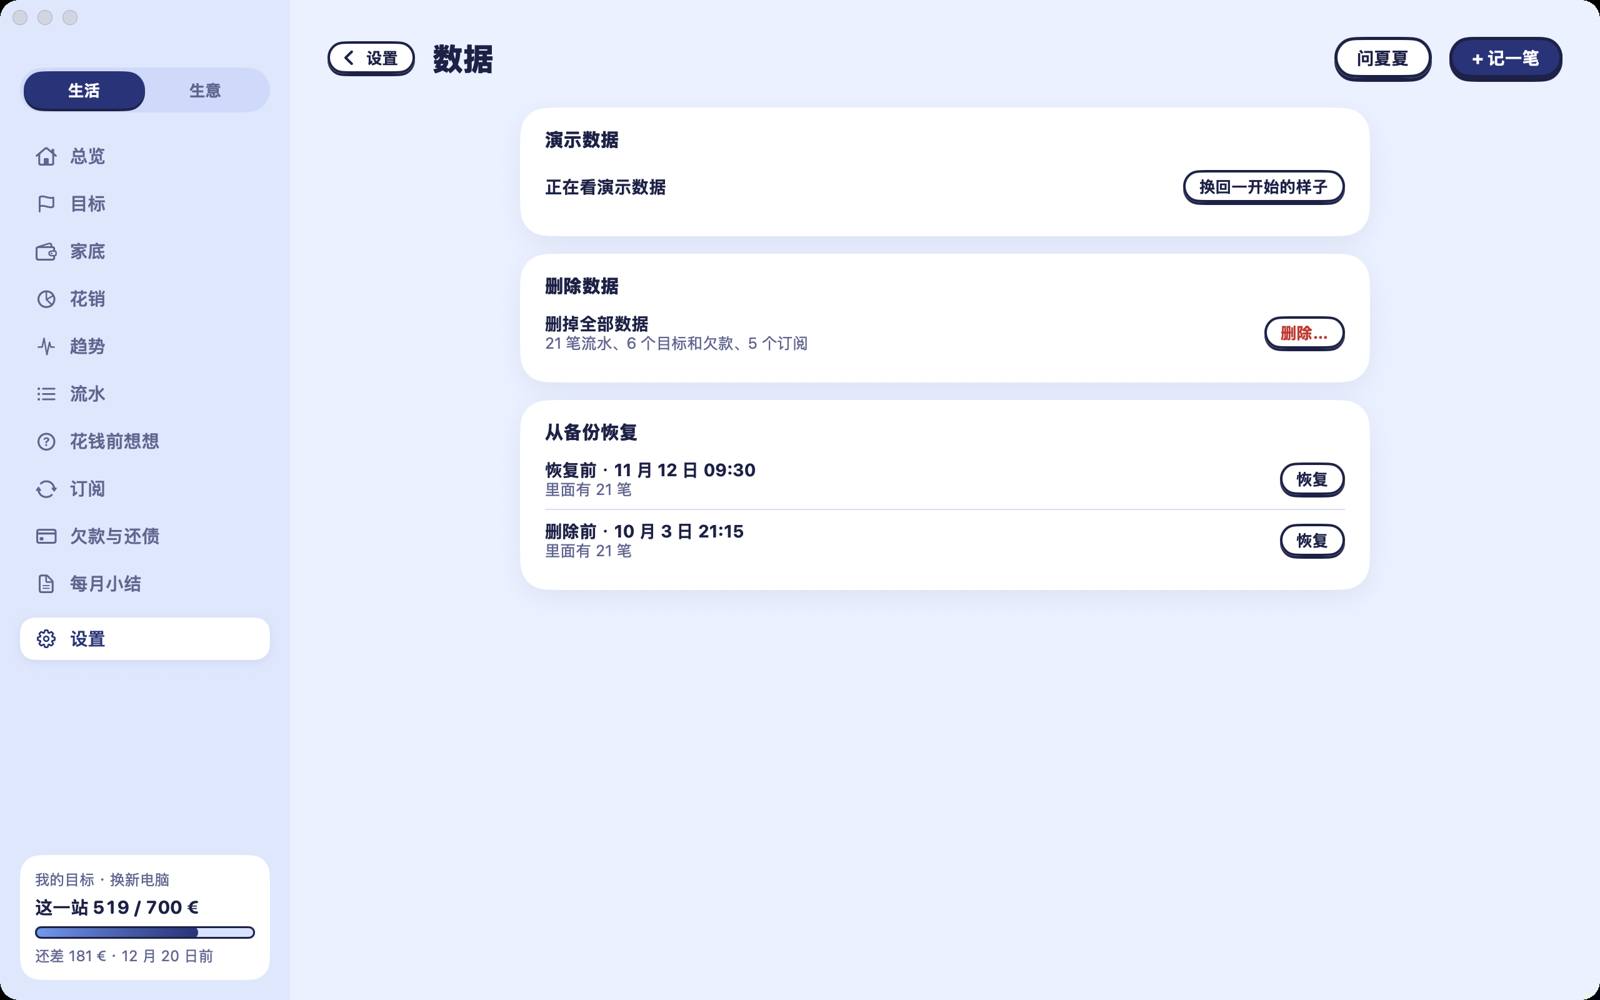 生活
生意
总览
目标
家底
花销
趋势
流水
花钱前想想
订阅
欠款与还债
每月小结
设置
我的目标 · 换新电脑
这一站 519 / 700 €
还差 181 € · 12 月 20 日前
设置
数据
问夏夏
+ 记一笔
演示数据
正在看演示数据
换回一开始的样子
删除数据
删掉全部数据
21 笔流水、6 个目标和欠款、5 个订阅
删除...
从备份恢复
恢复前 · 11 月 12 日 09:30
里面有 21 笔
恢复
删除前 · 10 月 3 日 21:15
里面有 21 笔
恢复